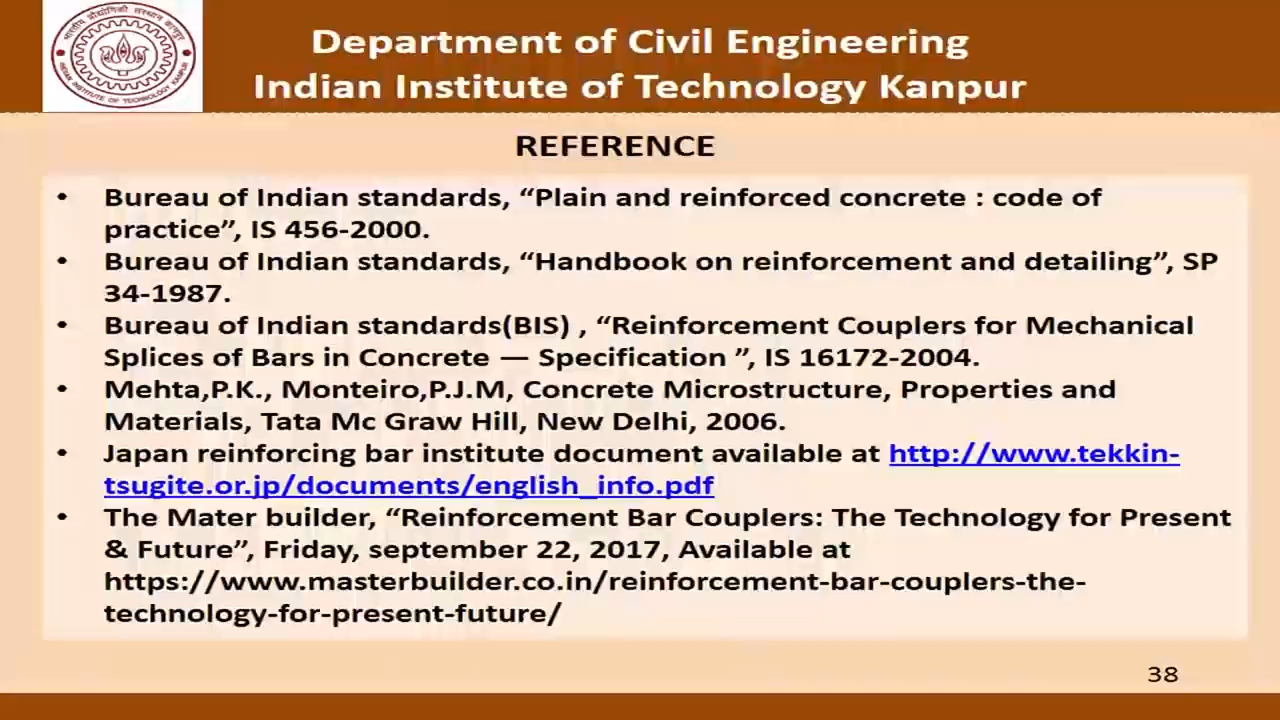 Department of Civil Engineering
Indian Institute of Technology Kanpur
INDIAN INSTITUTE OF TECHNOLOGY KANPUR
REFERENCE
• Bureau of Indian standards, “Plain and reinforced concrete : code of
practice”, IS 456-2000.
• Bureau of Indian standards, “Handbook on reinforcement and detailing”, SP
34-1987.
• Bureau of Indian standards(BIS) , “Reinforcement Couplers for Mechanical
Splices of Bars in Concrete — Specification ”, IS 16172-2004.
• Mehta,P.K., Monteiro,P.J.M, Concrete Microstructure, Properties and
Materials, Tata Mc Graw Hill, New Delhi, 2006.
• Japan reinforcing bar institute document available at http://www.tekkin-
tsugite.or.jp/documents/english_info.pdf
• The Mater builder, “Reinforcement Bar Couplers: The Technology for Present
& Future”, Friday, september 22, 2017, Available at
https://www.masterbuilder.co.in/reinforcement-bar-couplers-the-
technology-for-present-future/
38